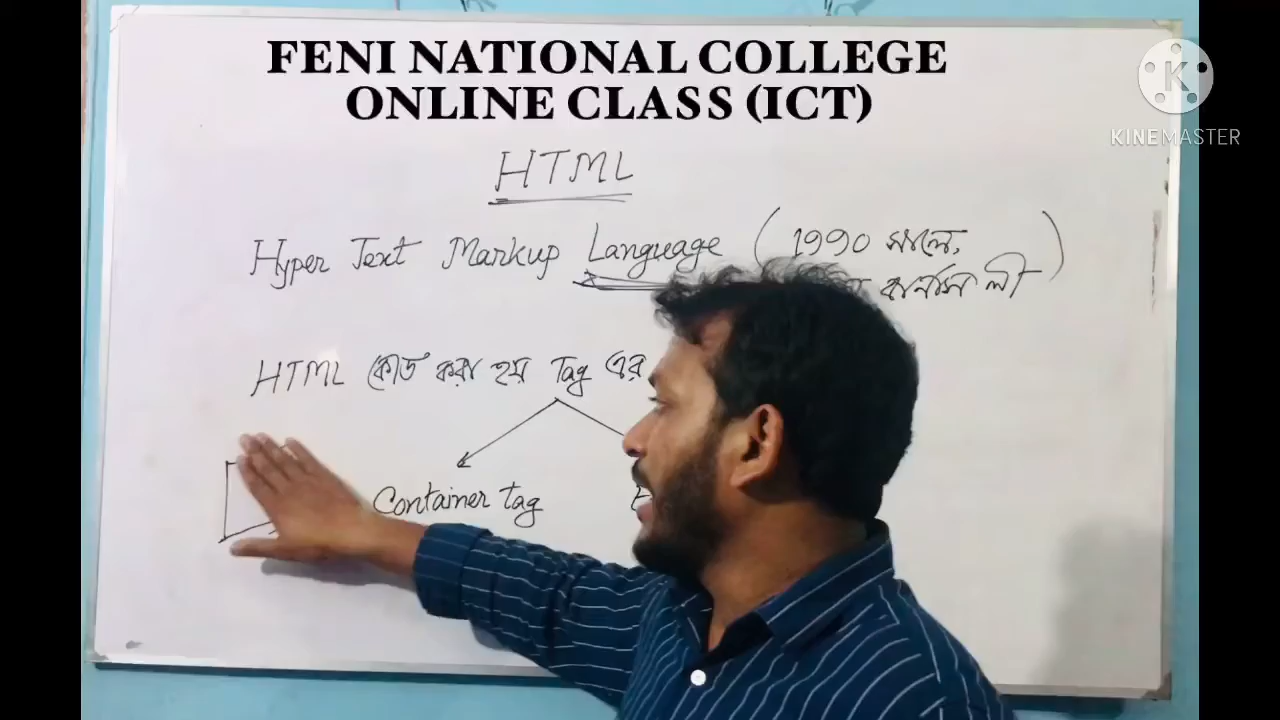 FENI NATIONAL COLLEGE
ONLINE CLASS (ICT)
KINEMASTER
HTML
Hyper Text Markup Language ( 1990 সালে, )
বার্নার্স লী
HTML কোড করা হয় Tag এর
Container tag